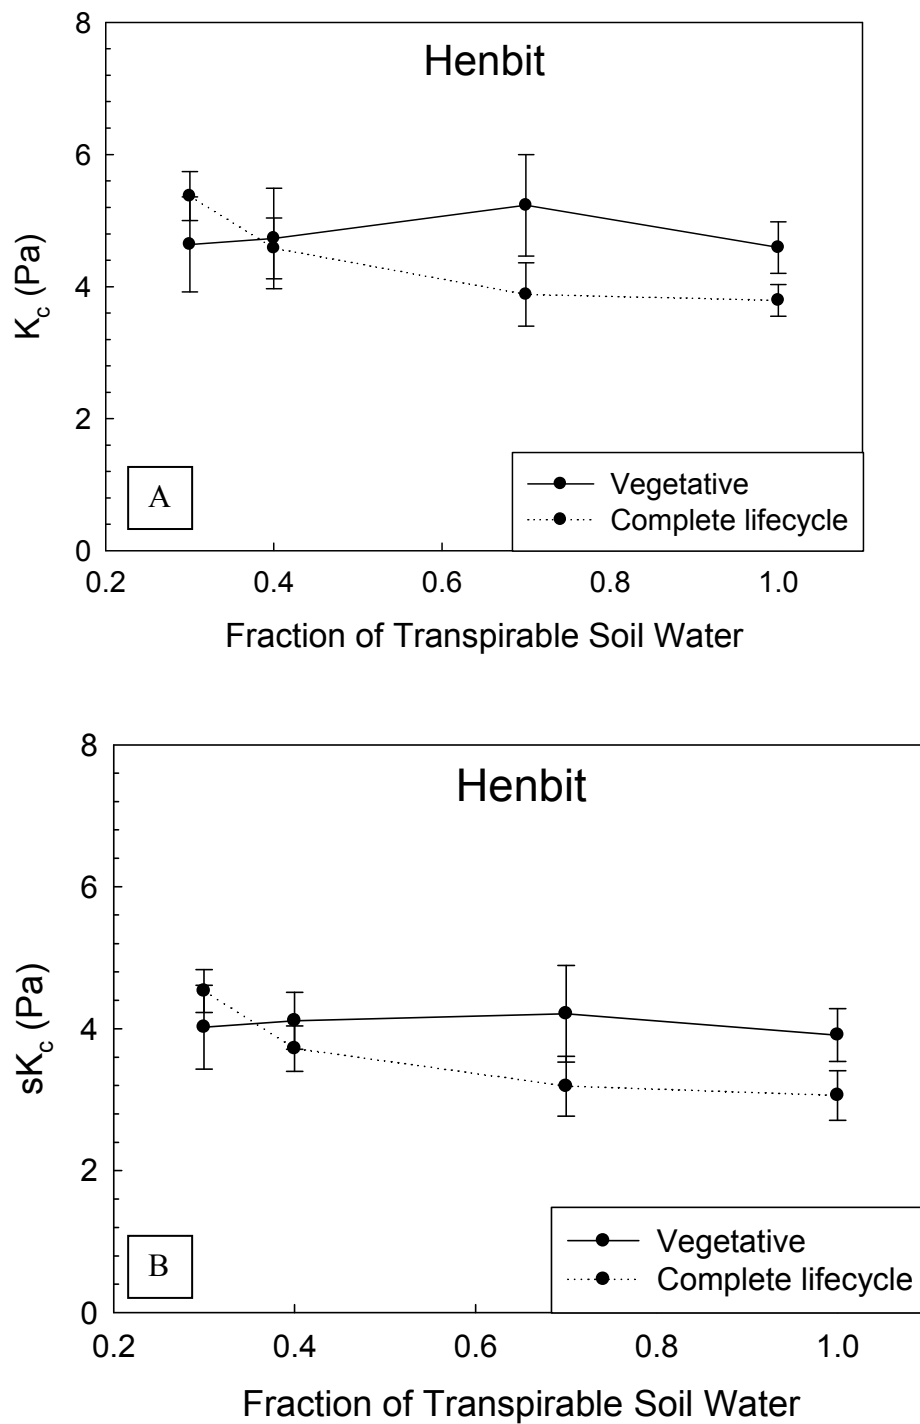 Henbit
8
6
4
2
0
K_c (Pa)
A
Vegetative
Complete lifecycle
0.2 0.4 0.6 0.8 1.0
Fraction of Transpirable Soil Water
Henbit
8
6
4
2
0
sK_c (Pa)
B
Vegetative
Complete lifecycle
0.2 0.4 0.6 0.8 1.0
Fraction of Transpirable Soil Water